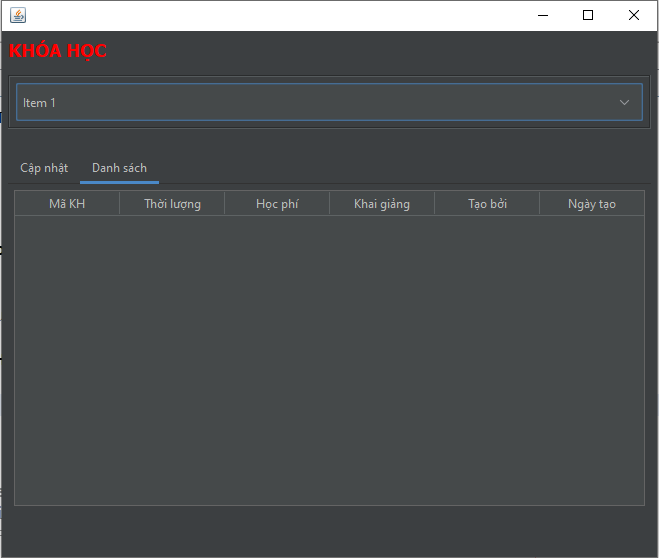 KHÓA HỌC
Item 1
Cập nhật Danh sách
Mã KH Thời lượng Học phí Khai giảng Tạo bởi Ngày tạo